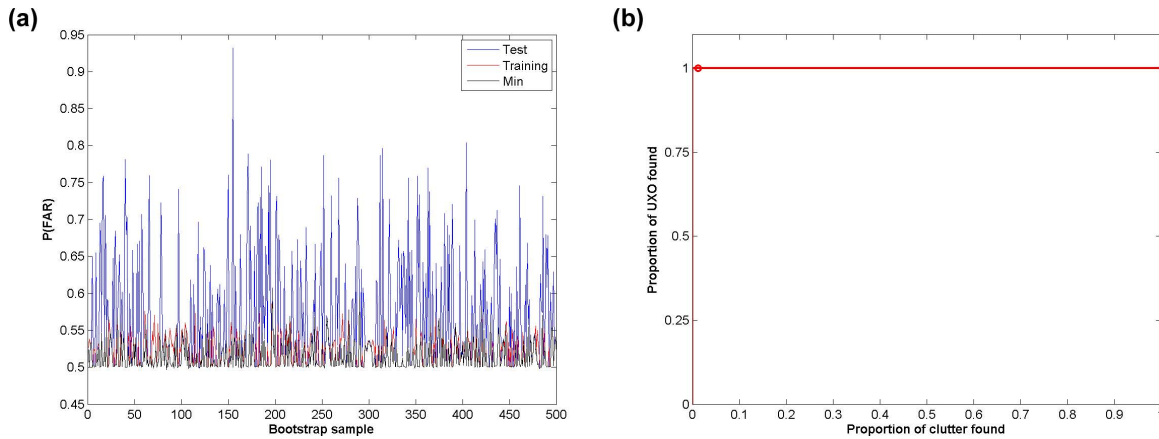 (a)
0.95
0.9
0.85
0.8
0.75
0.7
0.65
0.6
0.55
0.5
0.45
P(FAR)
0 50 100 150 200 250 300 350 400 450 500
Bootstrap sample
Test
Training
Min
(b)
1
0.75
0.5
0.25
0
Proportion of UXO found
0 0.1 0.2 0.3 0.4 0.5 0.6 0.7 0.8 0.9 1
Proportion of clutter found